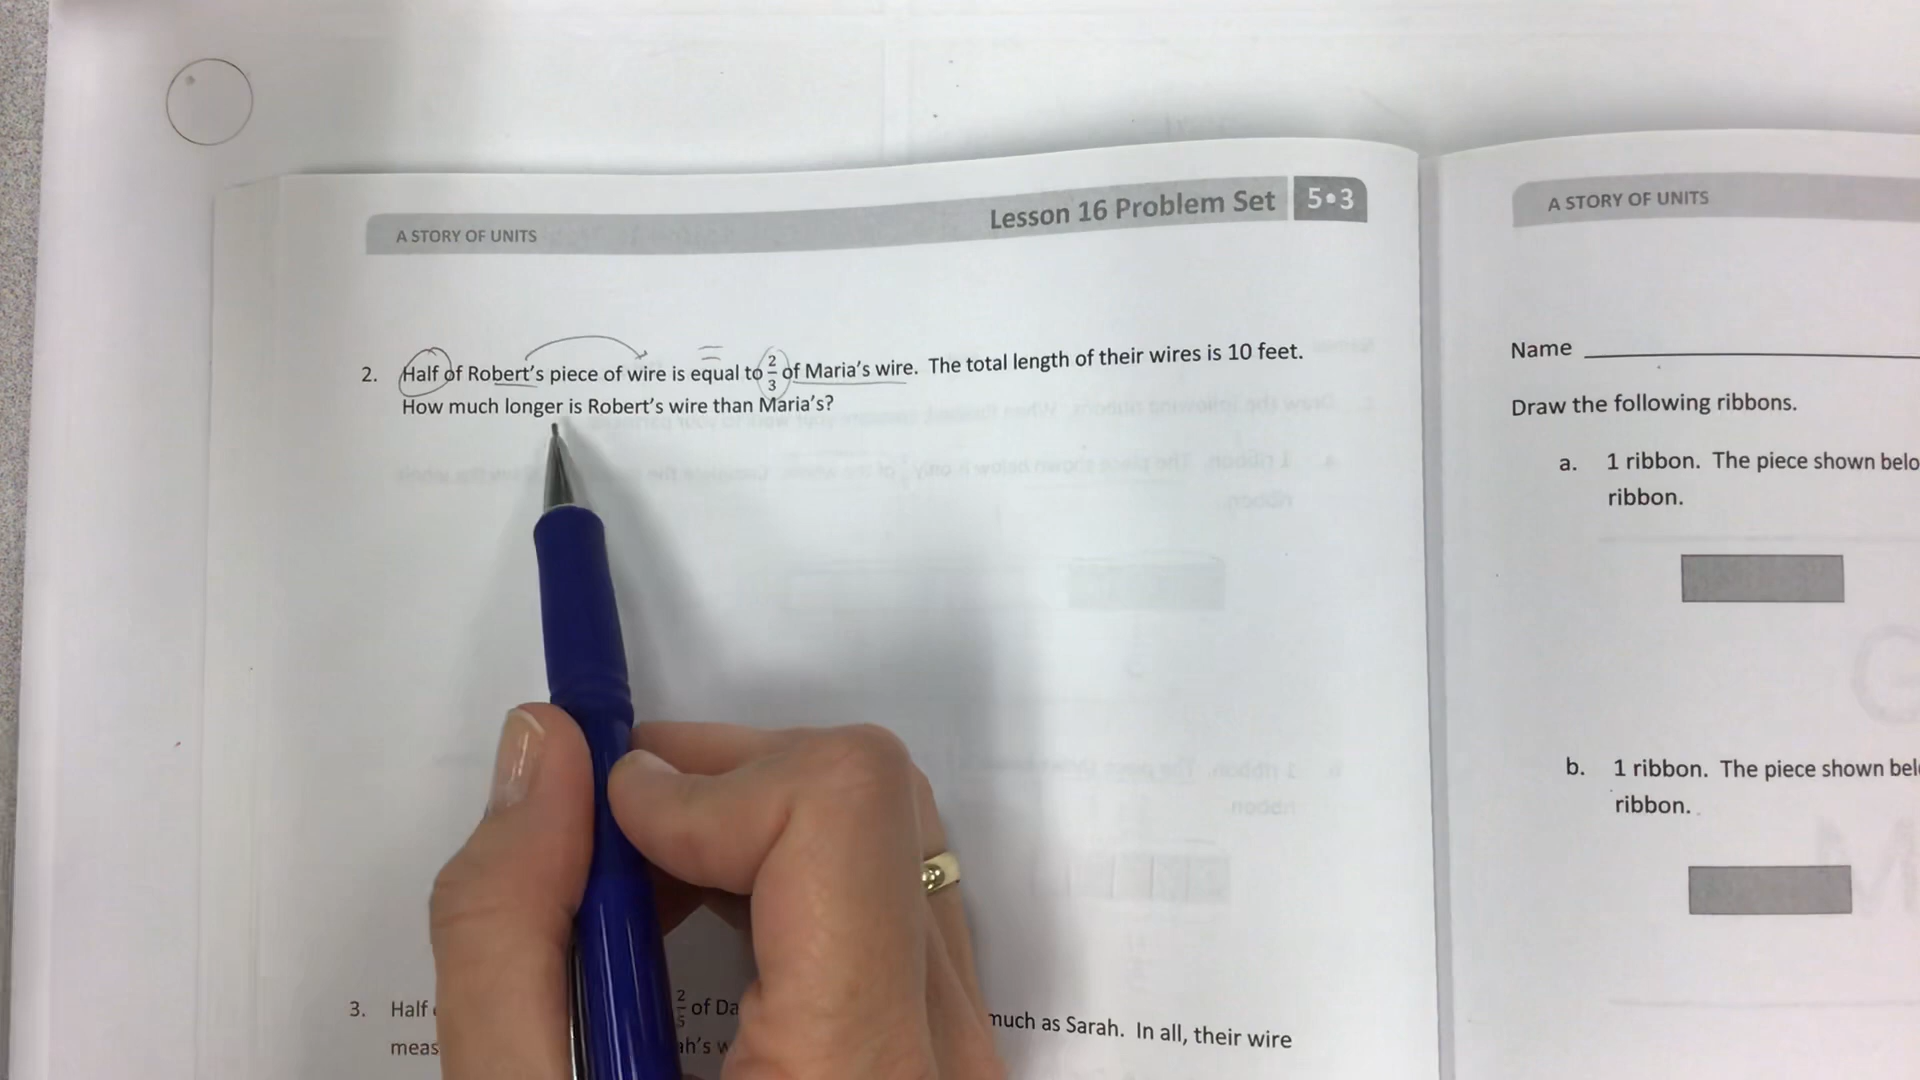 Lesson 16 Problem Set 5•3
A STORY OF UNITS
2. Half of Robert's piece of wire is equal to 2/3 of Maria's wire. The total length of their wires is 10 feet.
How much longer is Robert's wire than Maria's?
3. Half 2/5 of Da much as Sarah. In all, their wire
meas ah's w
A STORY OF UNITS
Name
Draw the following ribbons.
a. 1 ribbon. The piece shown belo
ribbon.
b. 1 ribbon. The piece shown bel
ribbon.